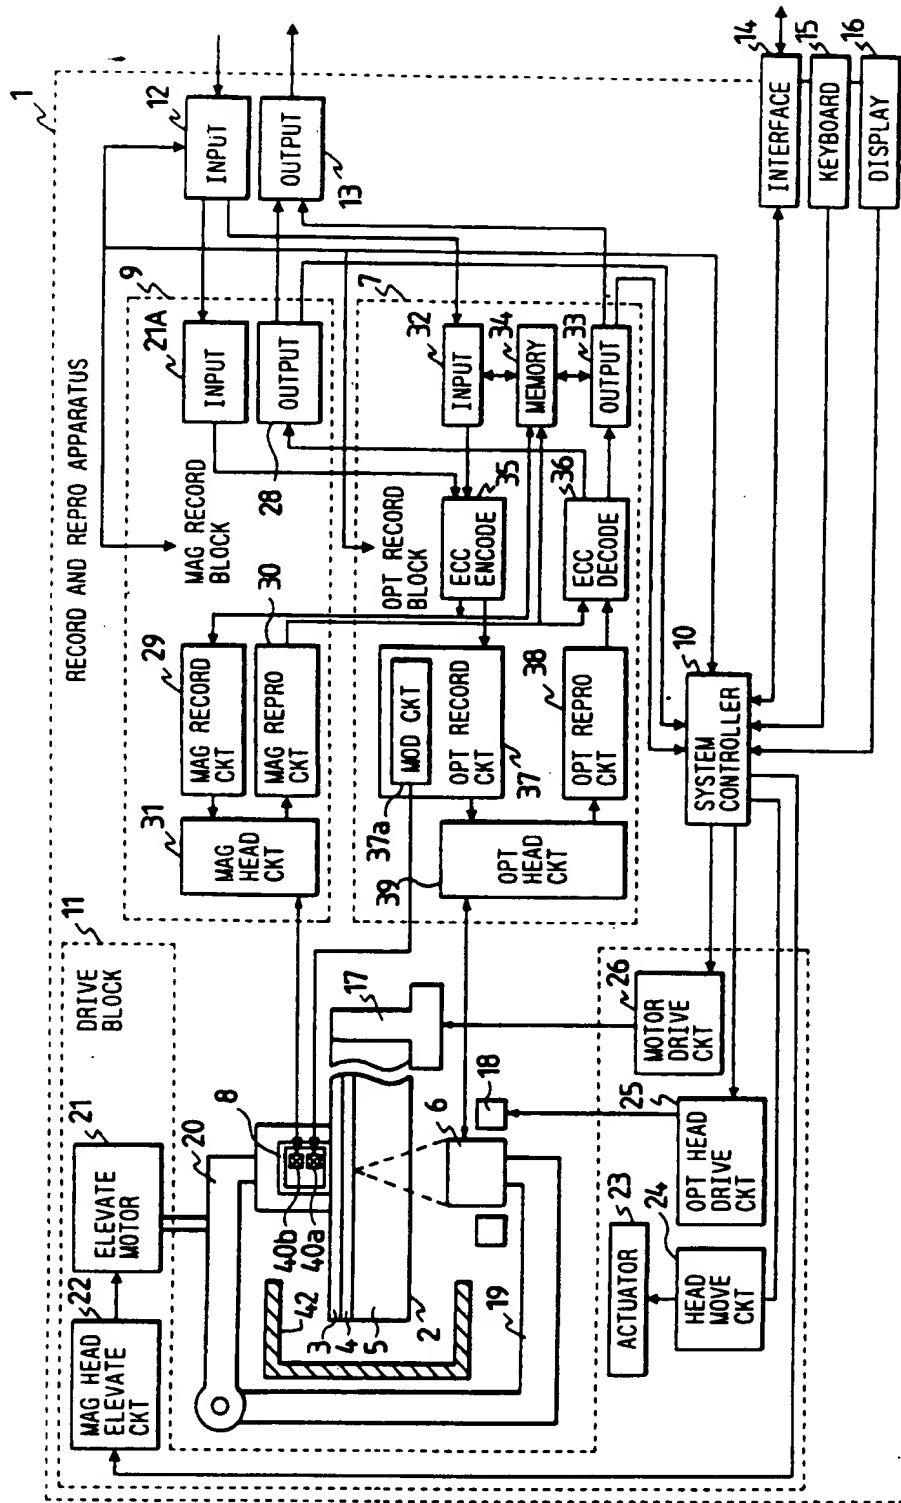 1
RECORD AND REPRO APPARATUS
11
DRIVE
BLOCK
22
MAG HEAD
ELEVATE
CKT
21
ELEVATE
MOTOR
20
8
40b
40a
42
3
4
5
2
17
6
18
19
9
MAG RECORD
BLOCK
31
MAG
HEAD
CKT
29
MAG RECORD
CKT
30
MAG REPRO
CKT
21A
INPUT
28
OUTPUT
12
INPUT
13
OUTPUT
7
OPT RECORD
BLOCK
39
OPT
HEAD
CKT
37a
MOD CKT
OPT RECORD
CKT
37
38
OPT REPRO
CKT
35
ECC
ENCODE
36
ECC
DECODE
32
INPUT
34
MEMORY
33
OUTPUT
23
ACTUATOR
24
HEAD
MOVE
CKT
25
OPT HEAD
DRIVE
CKT
26
MOTOR
DRIVE
CKT
10
SYSTEM
CONTROLLER
14
INTERFACE
15
KEYBOARD
16
DISPLAY